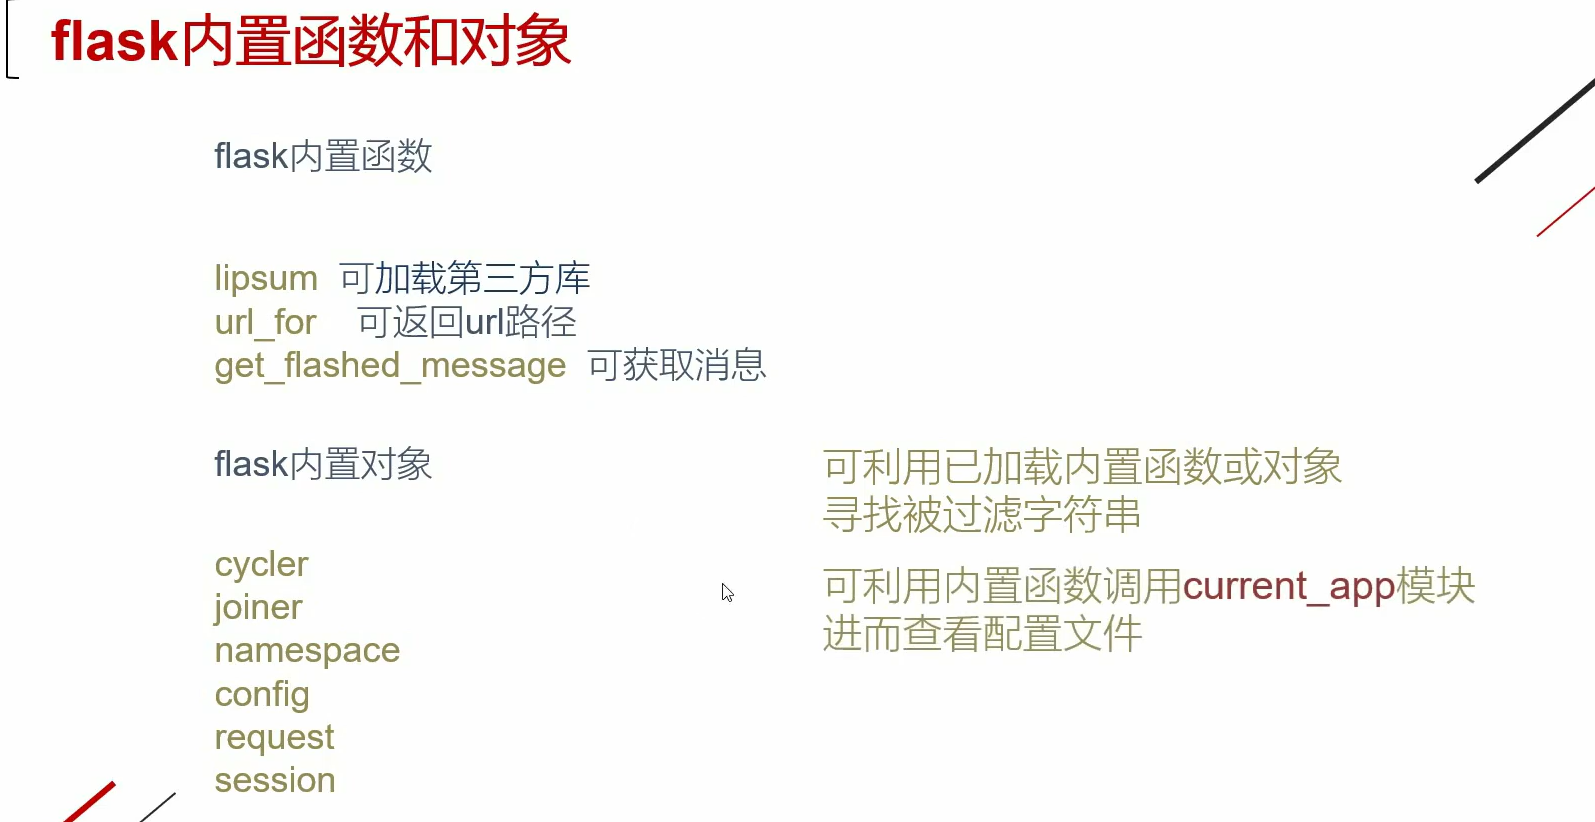 flask内置函数和对象
flask内置函数
lipsum 可加载第三方库
url_for 可返回url路径
get_flashed_message 可获取消息
flask内置对象
cycler
joiner
namespace
config
request
session
可利用已加载内置函数或对象
寻找被过滤字符串
可利用内置函数调用current_app模块
进而查看配置文件